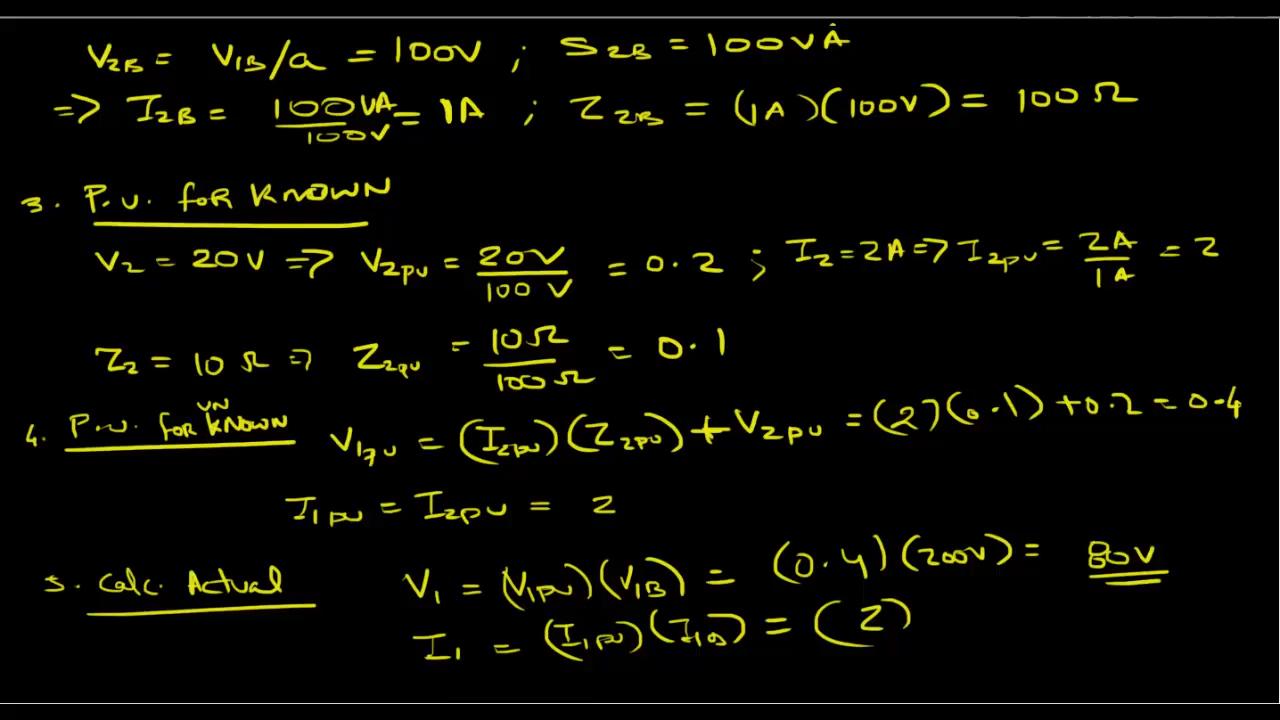 V2B = V1B/a = 100V ; S2B = 100VA
=> I2B = 100VA/100V = 1A ; Z2B = (1A)(100V) = 100Ω
3. P.U. for KNOWN
V2 = 20V => V2pu = 20V/100V = 0.2 ; I2 = 2A => I2pu = 2A/1A = 2
Z2 = 10Ω => Z2pu = 10Ω/100Ω = 0.1
4. P.U. for UNKNOWN V1pu = (I2pu)(Z2pu) + V2pu = (2)(0.1) + 0.2 = 0.4
I1pu = I2pu = 2
5. Calc. Actual V1 = (V1pu)(V1B) = (0.4)(200V) = 80V
I1 = (I1pu)(I1B) = (2)